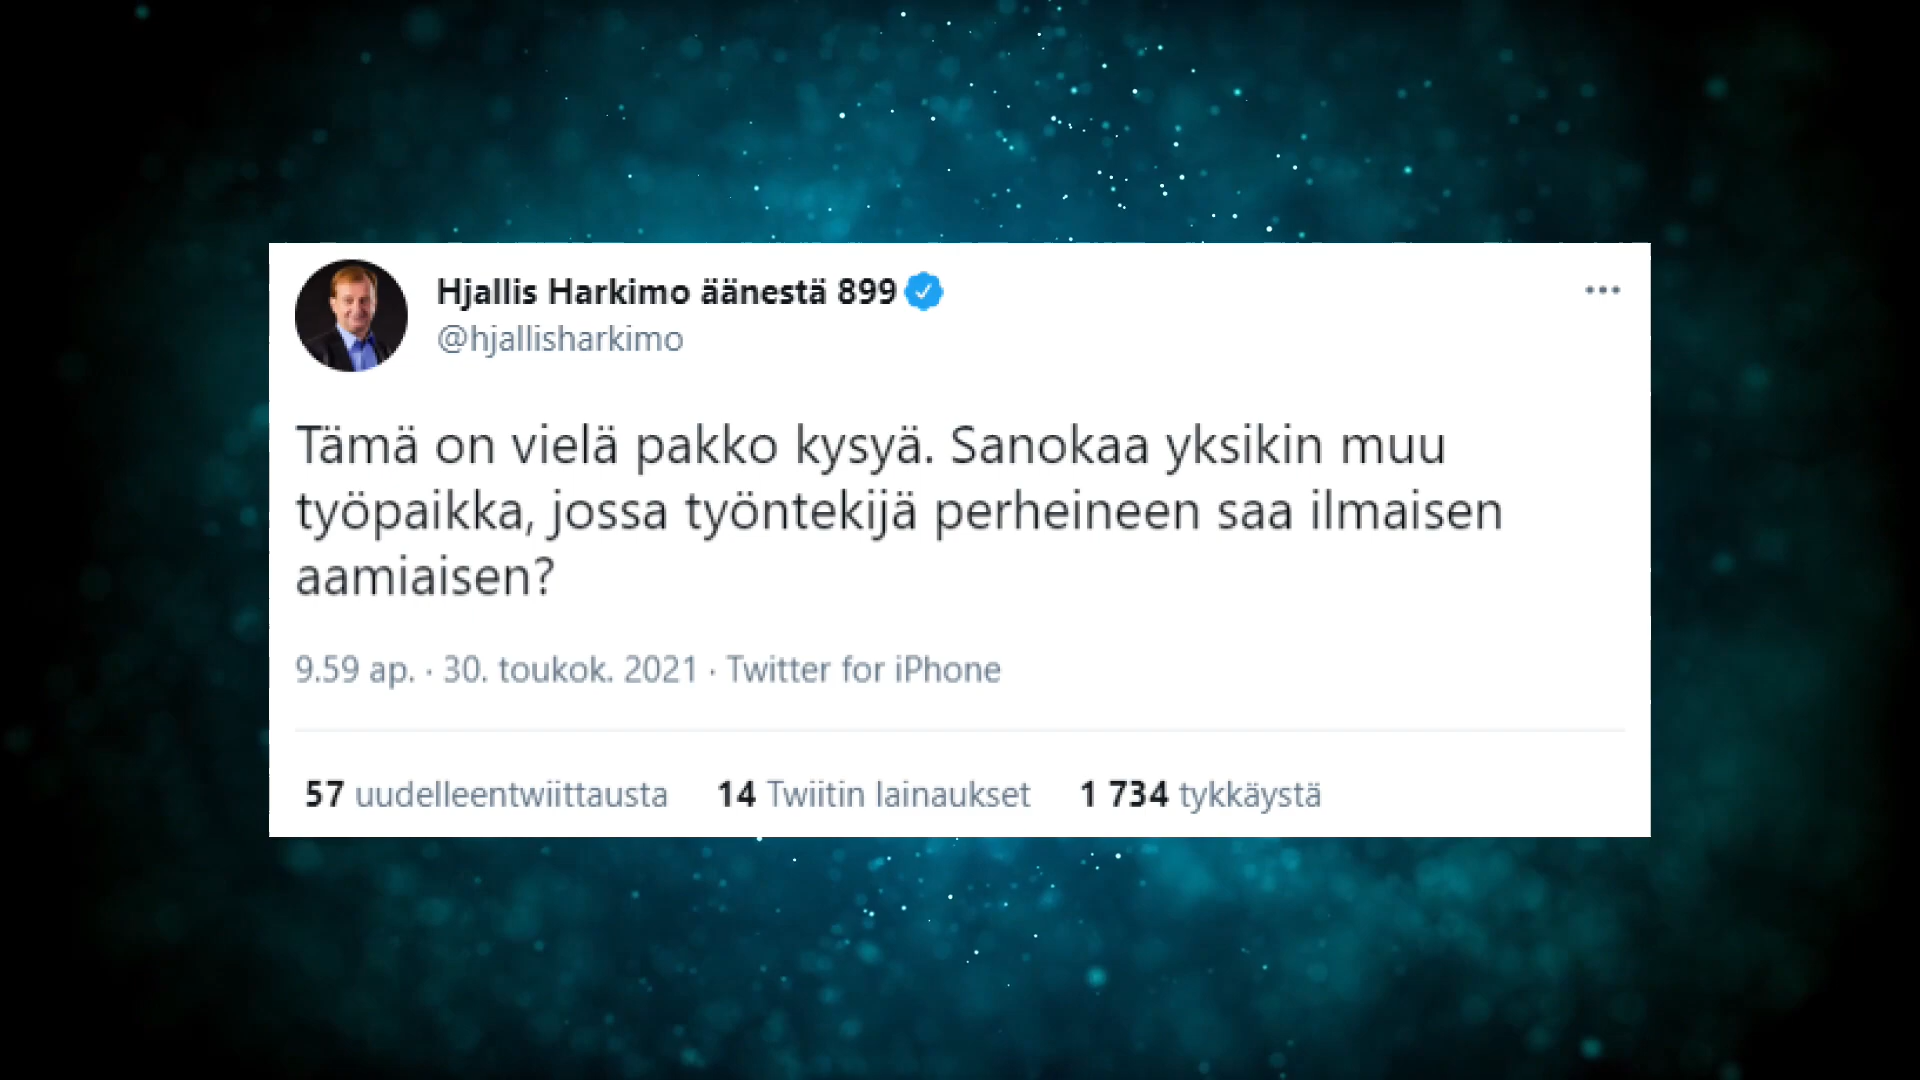 Hjallis Harkimo äänestä 899
@hjallisharkimo
Tämä on vielä pakko kysyä. Sanokaa yksikin muu
työpaikka, jossa työntekijä perheineen saa ilmaisen
aamiaisen?
9.59 ap. · 30. toukok. 2021 · Twitter for iPhone
57 uudelleentwiittausta 14 Twiitin lainaukset 1 734 tykkäystä